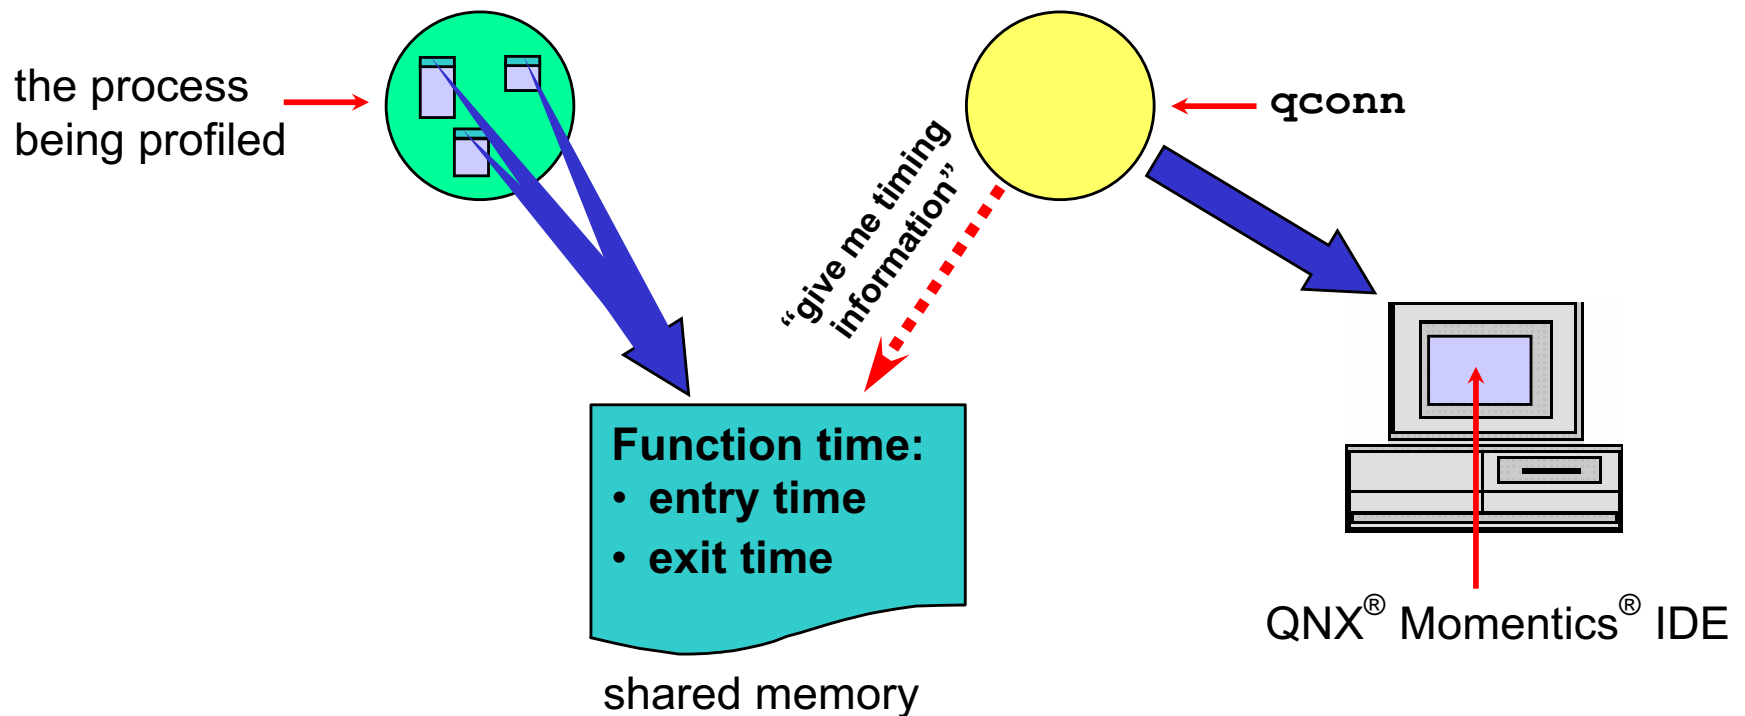 the process
being profiled
qconn
“give me timing
information”
Function time:
• entry time
• exit time
QNX® Momentics® IDE
shared memory